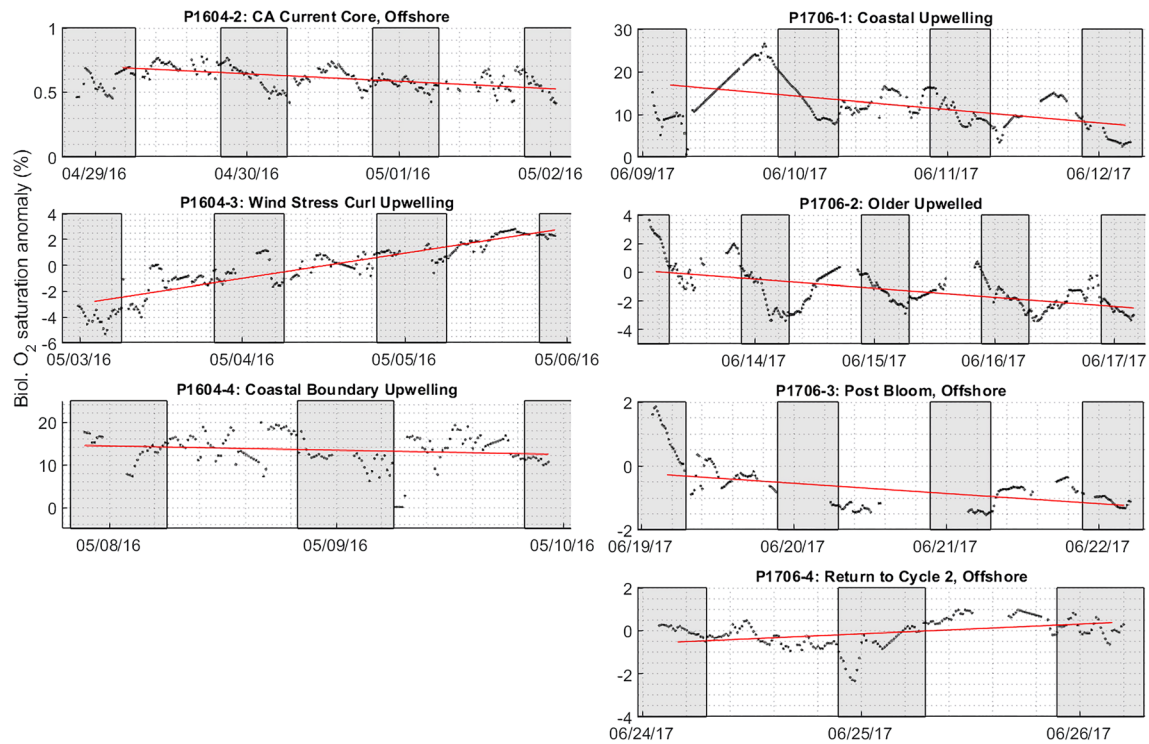 Biol. O2 saturation anomaly (%)
P1604-2: CA Current Core, Offshore
1
0.5
0
04/29/16 04/30/16 05/01/16 05/02/16
P1604-3: Wind Stress Curl Upwelling
4
2
0
-2
-4
-6
05/03/16 05/04/16 05/05/16 05/06/16
P1604-4: Coastal Boundary Upwelling
20
10
0
05/08/16 05/09/16 05/10/16
P1706-1: Coastal Upwelling
30
20
10
0
06/09/17 06/10/17 06/11/17 06/12/17
P1706-2: Older Upwelled
4
2
0
-2
-4
06/14/17 06/15/17 06/16/17 06/17/17
P1706-3: Post Bloom, Offshore
2
0
-2
06/19/17 06/20/17 06/21/17 06/22/17
P1706-4: Return to Cycle 2, Offshore
2
0
-2
-4
06/24/17 06/25/17 06/26/17